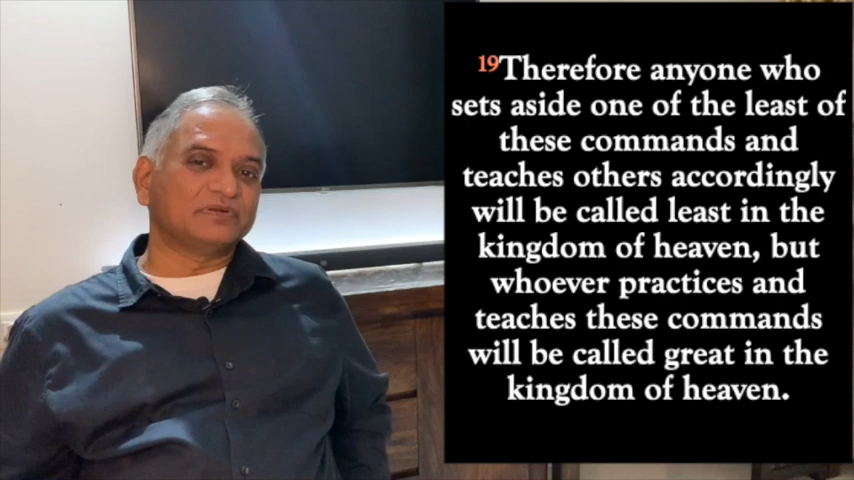 19Therefore anyone who
sets aside one of the least of
these commands and
teaches others accordingly
will be called least in the
kingdom of heaven, but
whoever practices and
teaches these commands
will be called great in the
kingdom of heaven.